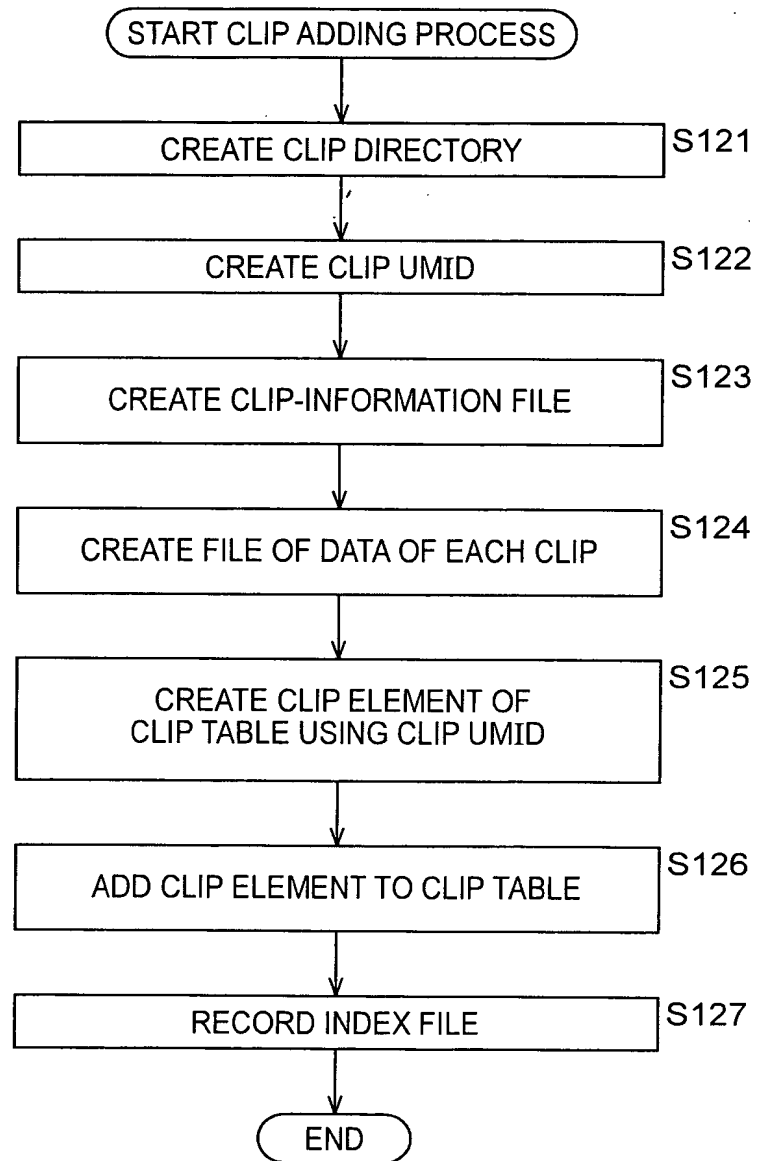 START CLIP ADDING PROCESS
CREATE CLIP DIRECTORY
S121
CREATE CLIP UMID
S122
CREATE CLIP-INFORMATION FILE
S123
CREATE FILE OF DATA OF EACH CLIP
S124
CREATE CLIP ELEMENT OF
CLIP TABLE USING CLIP UMID
S125
ADD CLIP ELEMENT TO CLIP TABLE
S126
RECORD INDEX FILE
S127
END